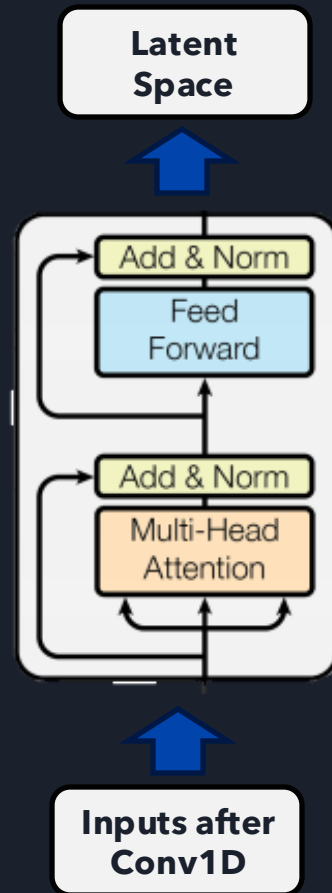 Latent
Space
Add & Norm
Feed
Forward
Add & Norm
Multi-Head
Attention
Inputs after
Conv1D